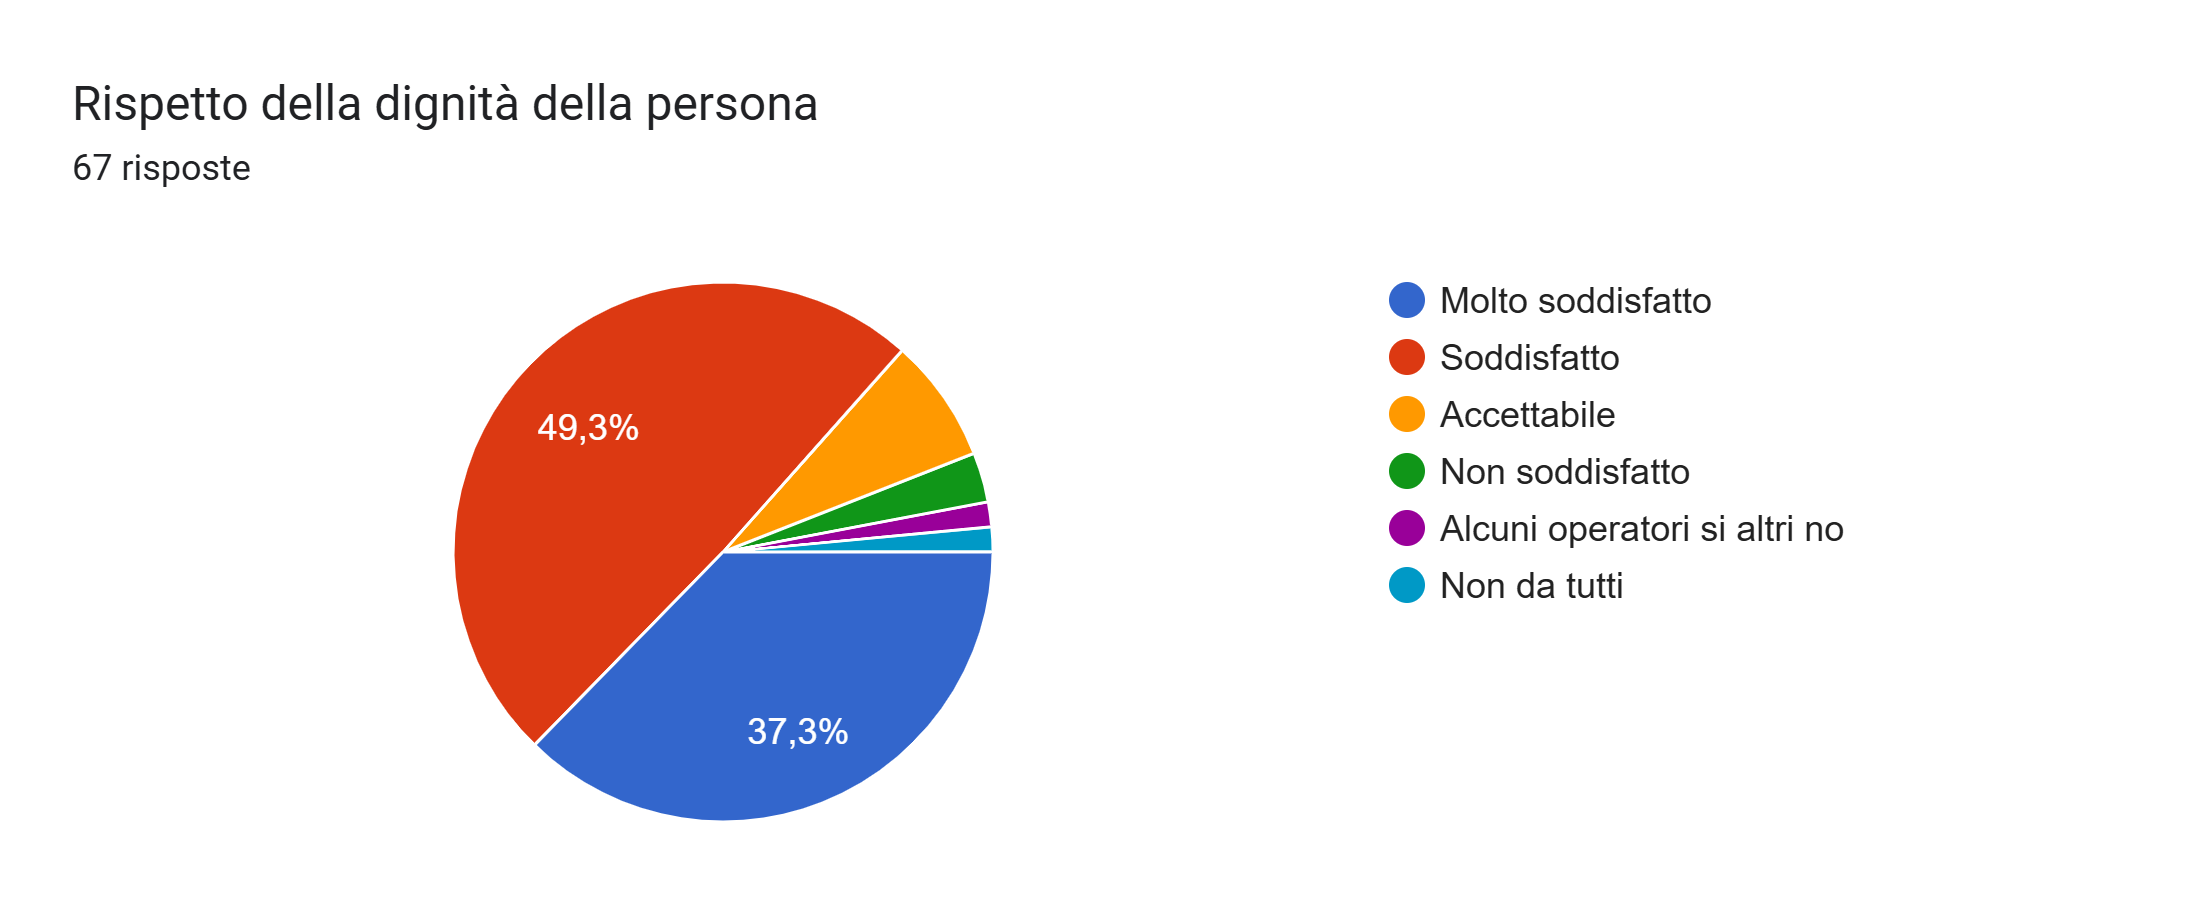 Rispetto della dignità della persona
67 risposte
49,3%
37,3%
Molto soddisfatto
Soddisfatto
Accettabile
Non soddisfatto
Alcuni operatori si altri no
Non da tutti